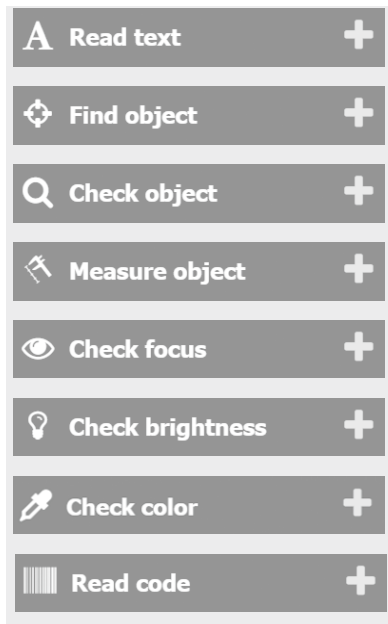 Read text
Find object
Check object
Measure object
Check focus
Check brightness
Check color
Read code